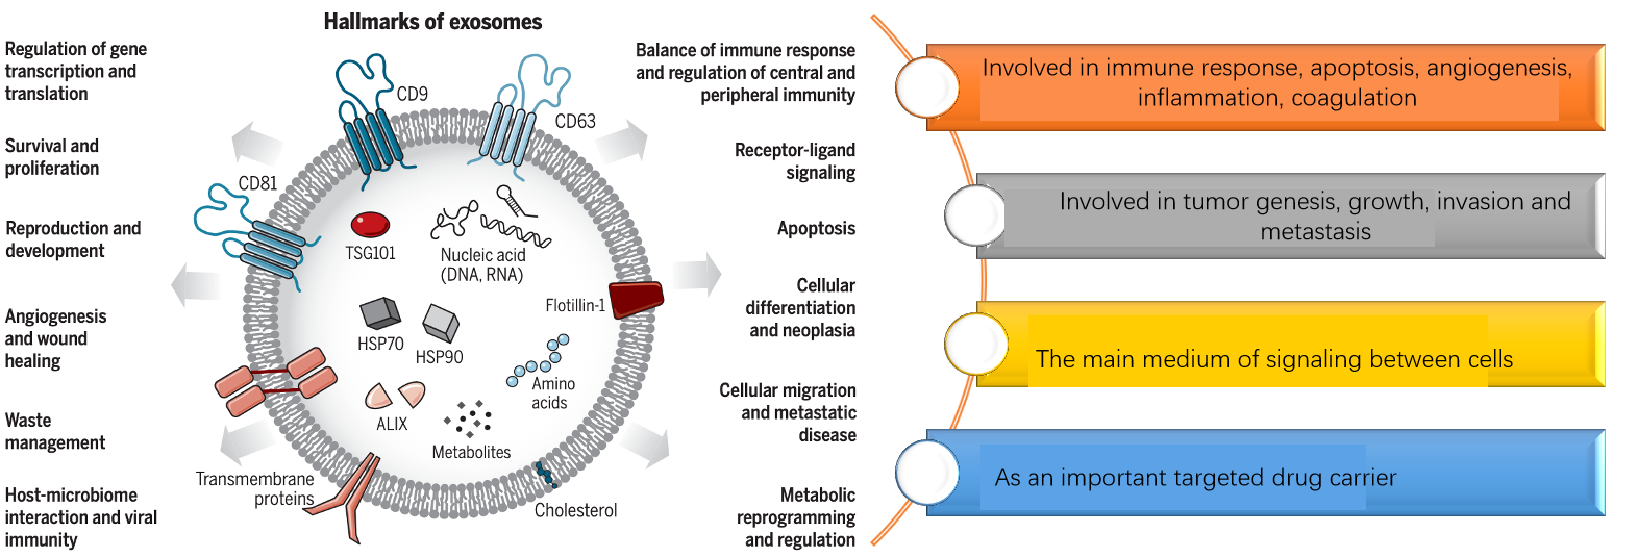 Hallmarks of exosomes
Regulation of gene
transcription and
translation
Survival and
proliferation
Reproduction and
development
Angiogenesis
and wound
healing
Waste
management
Host-microbiome
interaction and viral
immunity
CD9
CD63
CD81
TSG101
Nucleic acid
(DNA, RNA)
Flotillin-1
HSP70
HSP90
Amino
acids
ALIX
Metabolites
Transmembrane
proteins
Cholesterol
Balance of immune response
and regulation of central and
peripheral immunity
Receptor-ligand
signaling
Apoptosis
Cellular
differentiation
and neoplasia
Cellular migration
and metastatic
disease
Metabolic
reprogramming
and regulation
Involved in immune response, apoptosis, angiogenesis,
inflammation, coagulation
Involved in tumor genesis, growth, invasion and
metastasis
The main medium of signaling between cells
As an important targeted drug carrier